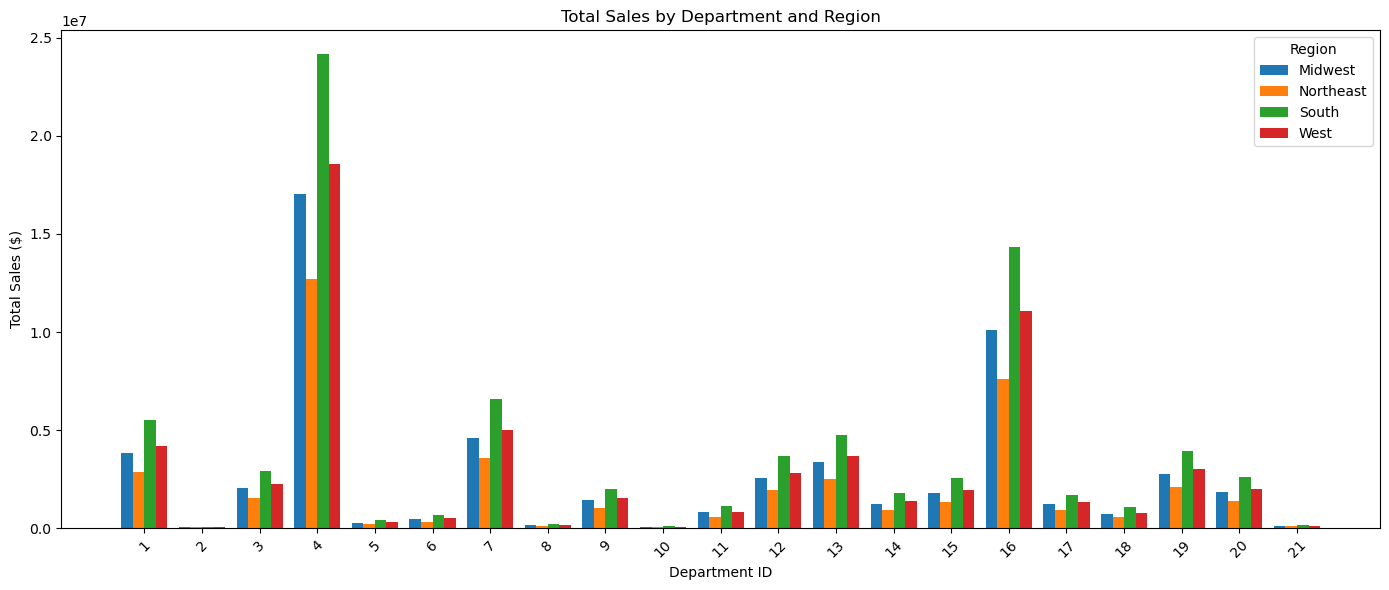 Total Sales by Department and Region
1e7
2.5
2.0
1.5
1.0
0.5
0.0
Total Sales ($)
Region
Midwest
Northeast
South
West
1 2 3 4 5 6 7 8 9 10 11 12 13 14 15 16 17 18 19 20 21
Department ID